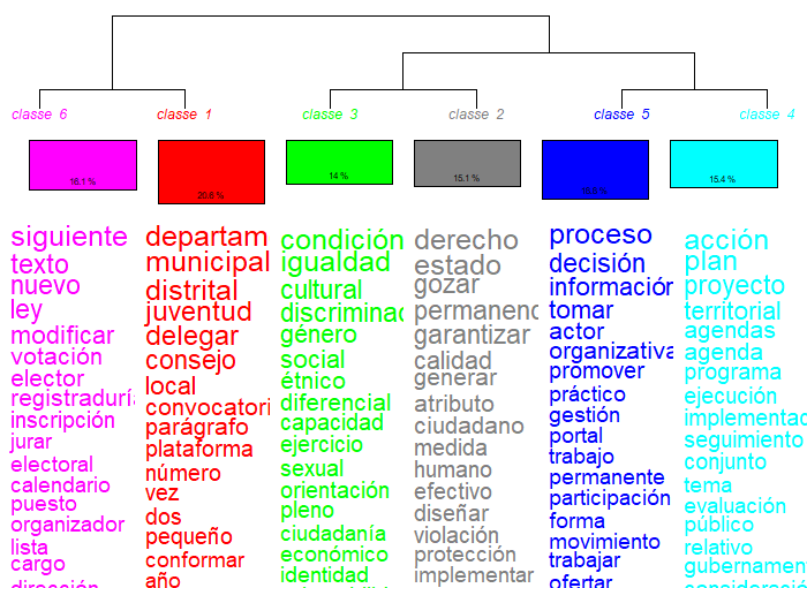 classe 6
classe 1
classe 3
classe 2
classe 5
classe 4
16.1 %
20.8 %
14 %
15.1 %
15.4 %
siguiente
texto
nuevo
ley
modificar
votación
elector
registraduría
inscripción
jurar
electoral
calendario
puesto
organizador
lista
cargo
dirección
departam
municipal
distrital
juventud
delegar
consejo
local
convocatori
parágrafo
plataforma
número
vez
dos
pequeño
conformar
año
condición
igualdad
cultural
discriminac
género
social
étnico
diferencial
capacidad
ejercicio
sexual
orientación
pleno
ciudadanía
económico
identidad
derecho
estado
gozar
permanenc
garantizar
calidad
generar
atributo
ciudadano
medida
humano
efectivo
diseñar
violación
protección
implementar
proceso
decisión
información
tomar
actor
organizativa
promover
práctico
gestión
portal
trabajo
permanente
participación
forma
movimiento
trabajar
ofertar
acción
plan
proyecto
territorial
agendas
agenda
programa
ejecución
implementac
seguimiento
conjunto
tema
evaluación
público
relativo
gubernamen
consideració